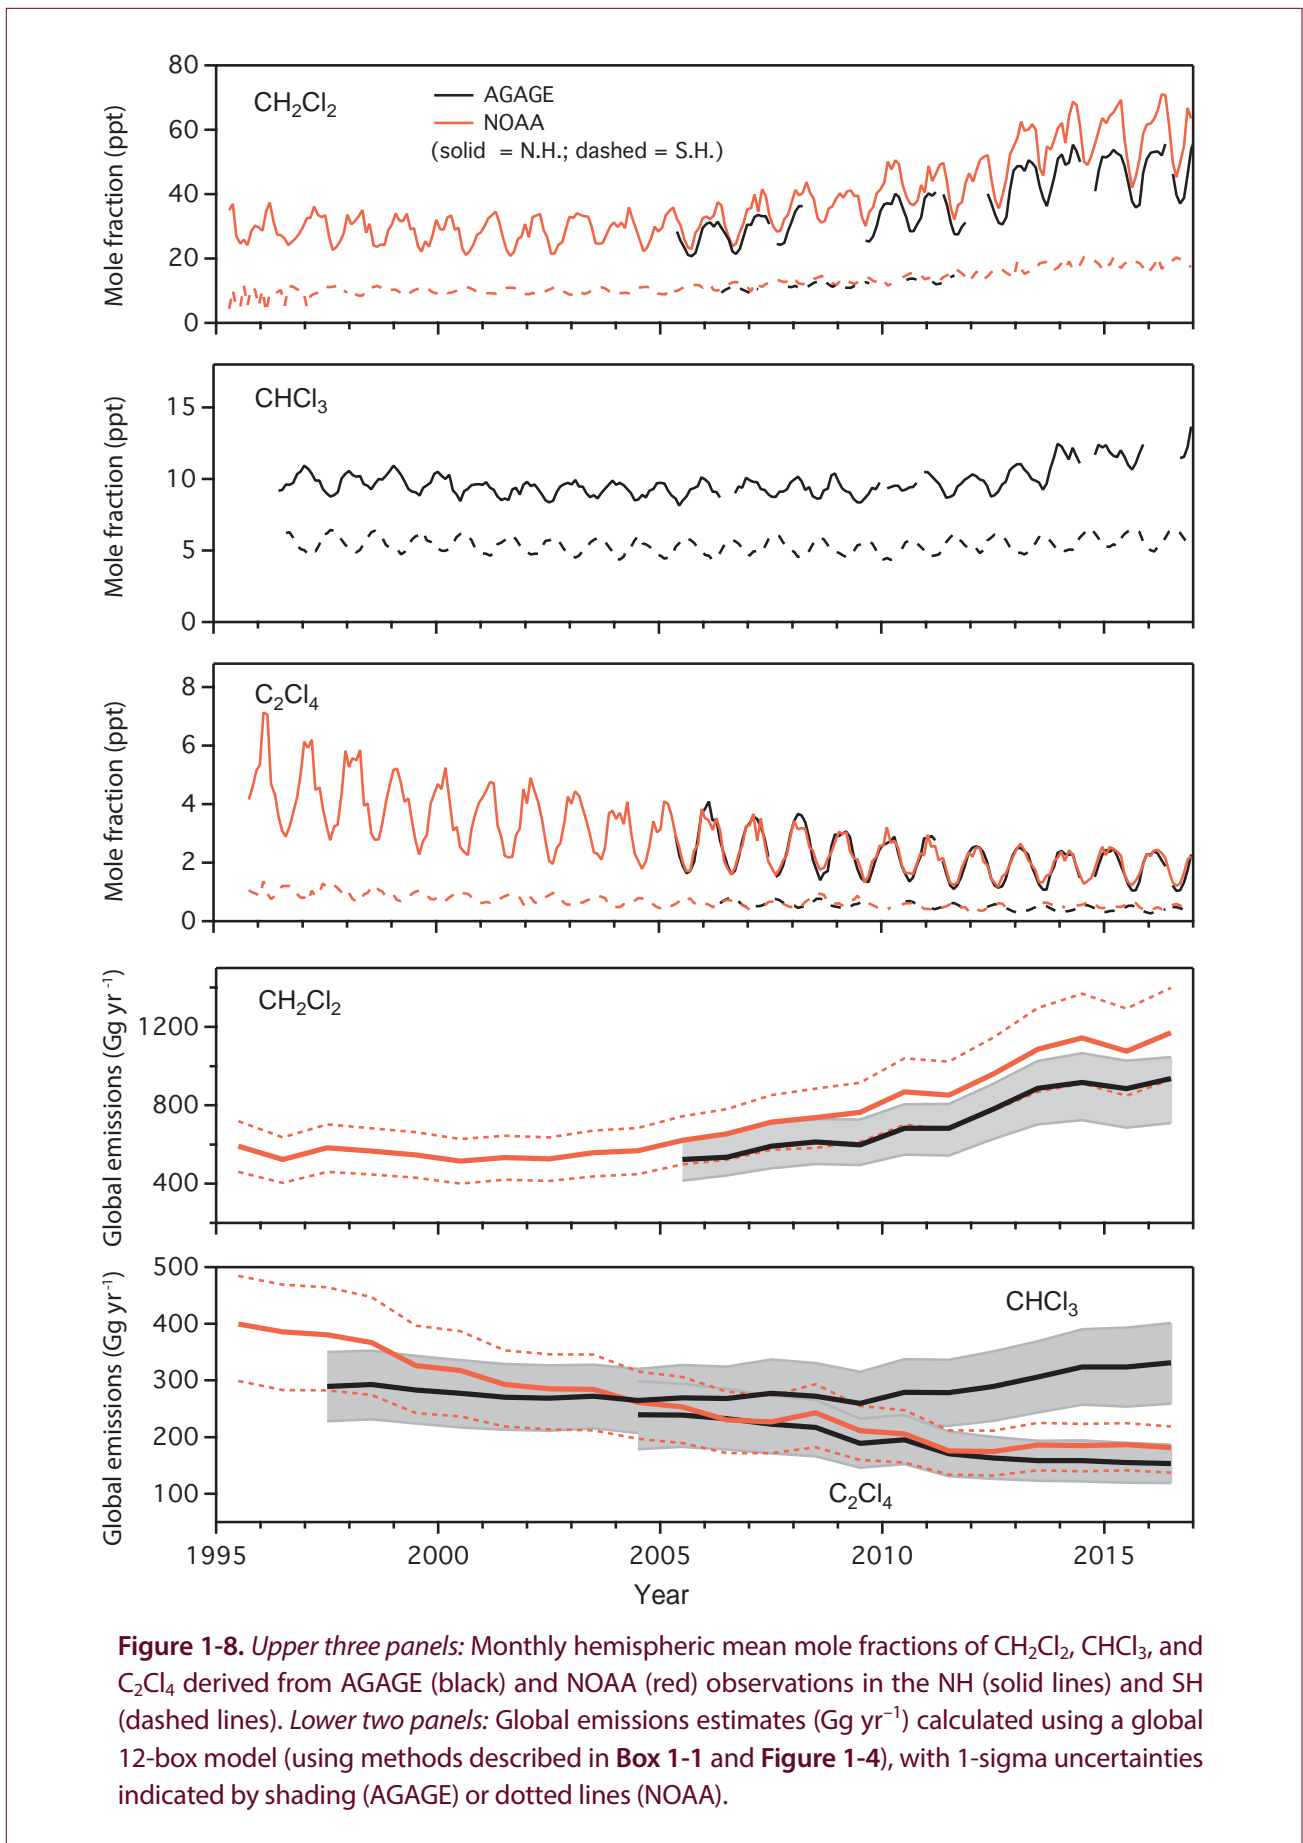 80
60
40
20
0
Mole fraction (ppt)
CH₂Cl₂
AGAGE
NOAA
(solid = N.H.; dashed = S.H.)
15
10
5
0
Mole fraction (ppt)
CHCl₃
8
6
4
2
0
Mole fraction (ppt)
C₂Cl₄
1200
800
400
Global emissions (Gg yr⁻¹)
CH₂Cl₂
500
400
300
200
100
Global emissions (Gg yr⁻¹)
CHCl₃
C₂Cl₄
1995 2000 2005 2010 2015
Year
Figure 1-8. Upper three panels: Monthly hemispheric mean mole fractions of CH₂Cl₂, CHCl₃, and
C₂Cl₄ derived from AGAGE (black) and NOAA (red) observations in the NH (solid lines) and SH
(dashed lines). Lower two panels: Global emissions estimates (Gg yr⁻¹) calculated using a global
12-box model (using methods described in Box 1-1 and Figure 1-4), with 1-sigma uncertainties
indicated by shading (AGAGE) or dotted lines (NOAA).